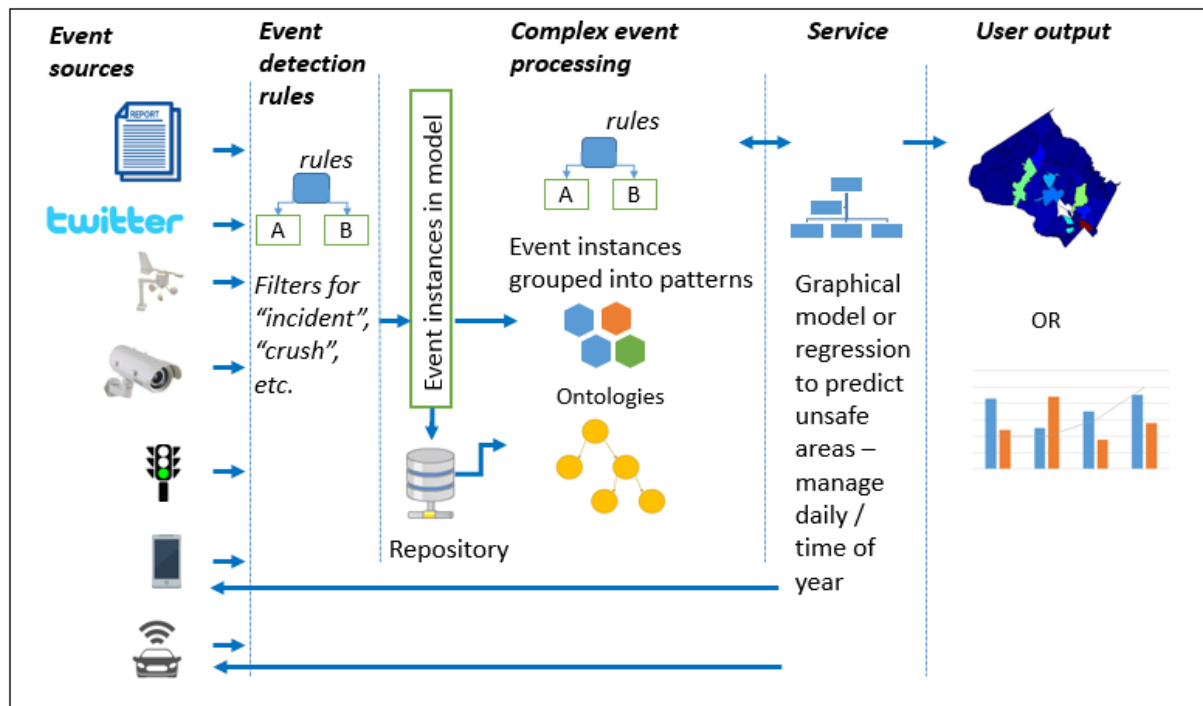 Event
sources
Event
detection
rules
Complex event
processing
Service
User output
REPORT
twitter
rules
A
B
Filters for
“incident”,
“crush”,
etc.
Event instances in model
Repository
rules
A
B
Event instances
grouped into patterns
Ontologies
Graphical
model or
regression
to predict
unsafe
areas –
manage
daily /
time of
year
OR